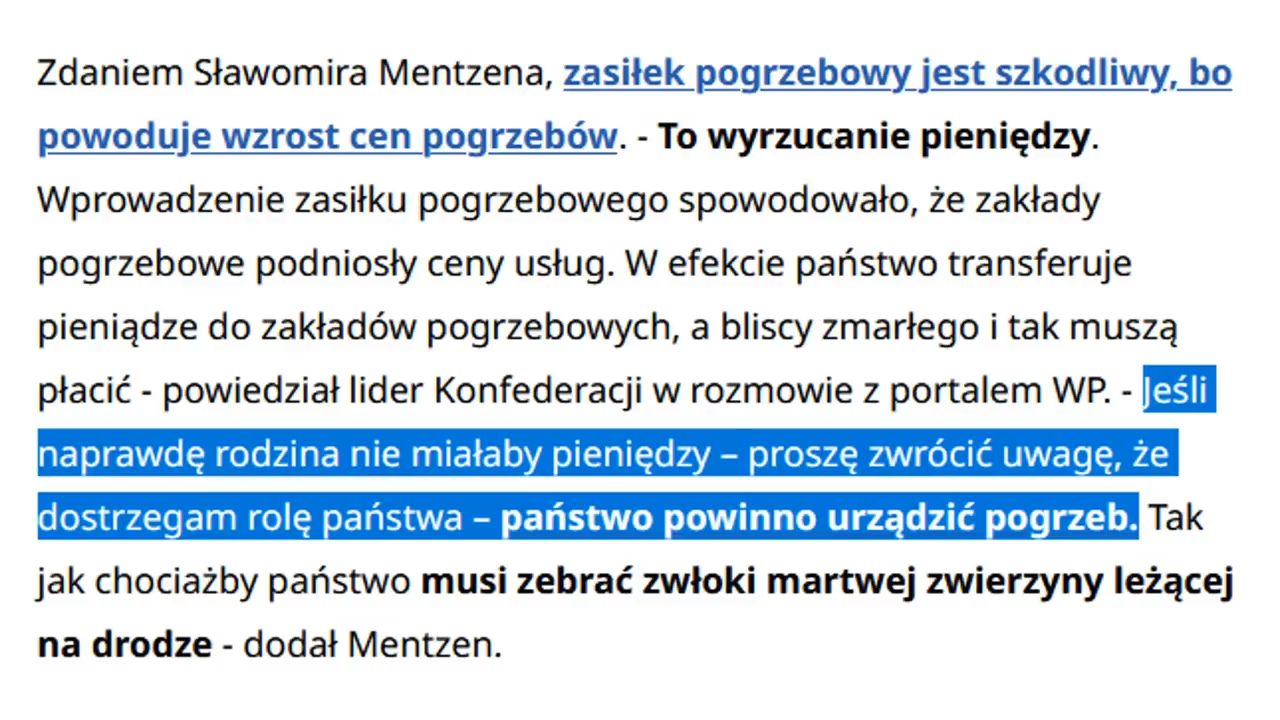 Zdaniem Sławomira Mentzena, zasiłek pogrzebowy jest szkodliwy, bo
powoduje wzrost cen pogrzebów. - To wyrzucanie pieniędzy.
Wprowadzenie zasiłku pogrzebowego spowodowało, że zakłady
pogrzebowe podniosły ceny usług. W efekcie państwo transferuje
pieniądze do zakładów pogrzebowych, a bliscy zmarłego i tak muszą
płacić - powiedział lider Konfederacji w rozmowie z portalem WP. - Jeśli
naprawdę rodzina nie miałaby pieniędzy – proszę zwrócić uwagę, że
dostrzegam rolę państwa – państwo powinno urządzić pogrzeb. Tak
jak chociażby państwo musi zebrać zwłoki martwej zwierzyny leżącej
na drodze - dodał Mentzen.